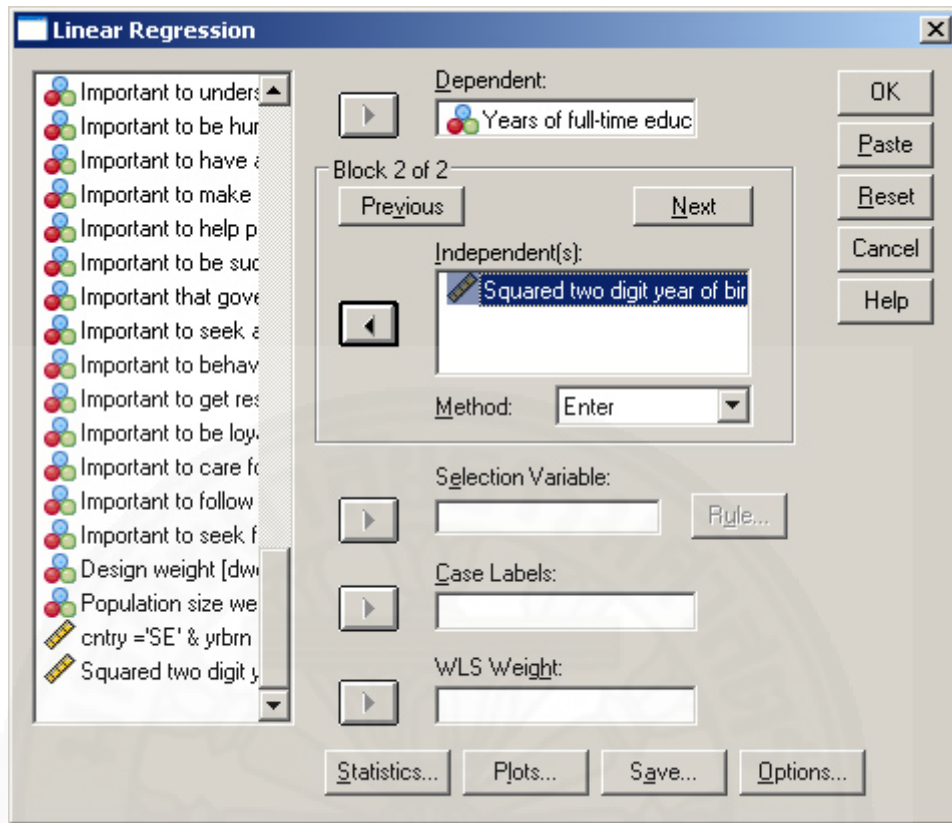 Linear Regression
Important to unders
Important to be hur
Important to have a
Important to make
Important to help p
Important to be suc
Important that gove
Important to seek a
Important to behav
Important to get res
Important to be loya
Important to care fo
Important to follow
Important to seek f
Design weight [dwe
Population size we
cntry ='SE' & yrbrn
Squared two digit y
Dependent:
Years of full-time educ
Block 2 of 2
Previous
Next
Independent(s):
Squared two digit year of bir
Method:
Enter
Selection Variable:
Rule...
Case Labels:
WLS Weight:
Statistics...
Plots...
Save...
Options...
OK
Paste
Reset
Cancel
Help